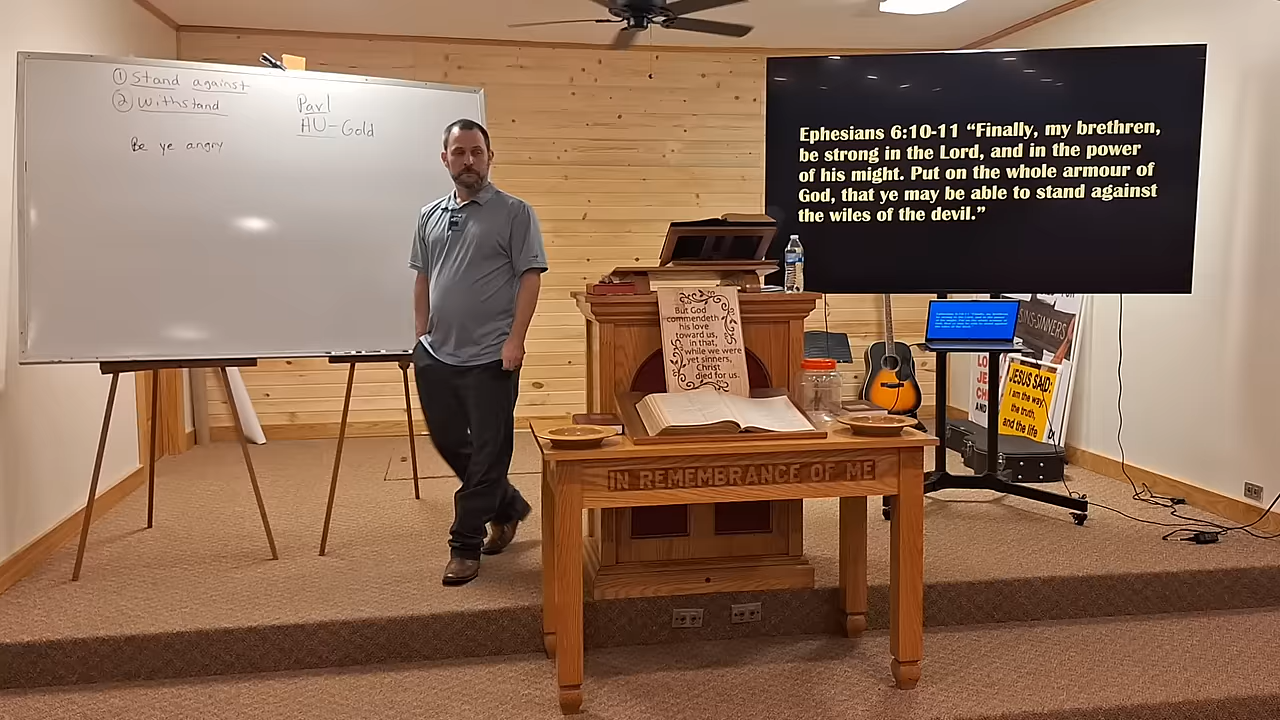 ① Stand against
② Withstand
Be ye angry
Paul
AU-Gold
Ephesians 6:10-11 “Finally, my brethren,
be strong in the Lord, and in the power
of his might. Put on the whole armour of
God, that ye may be able to stand against
the wiles of the devil.”
But God
commendeth
his love
toward us,
in that,
while we were
yet sinners,
Christ
died for us.
IN REMEMBRANCE OF ME
SINS-SINNERS
JESUS SAID:
I am the way,
the truth,
and the life
AND